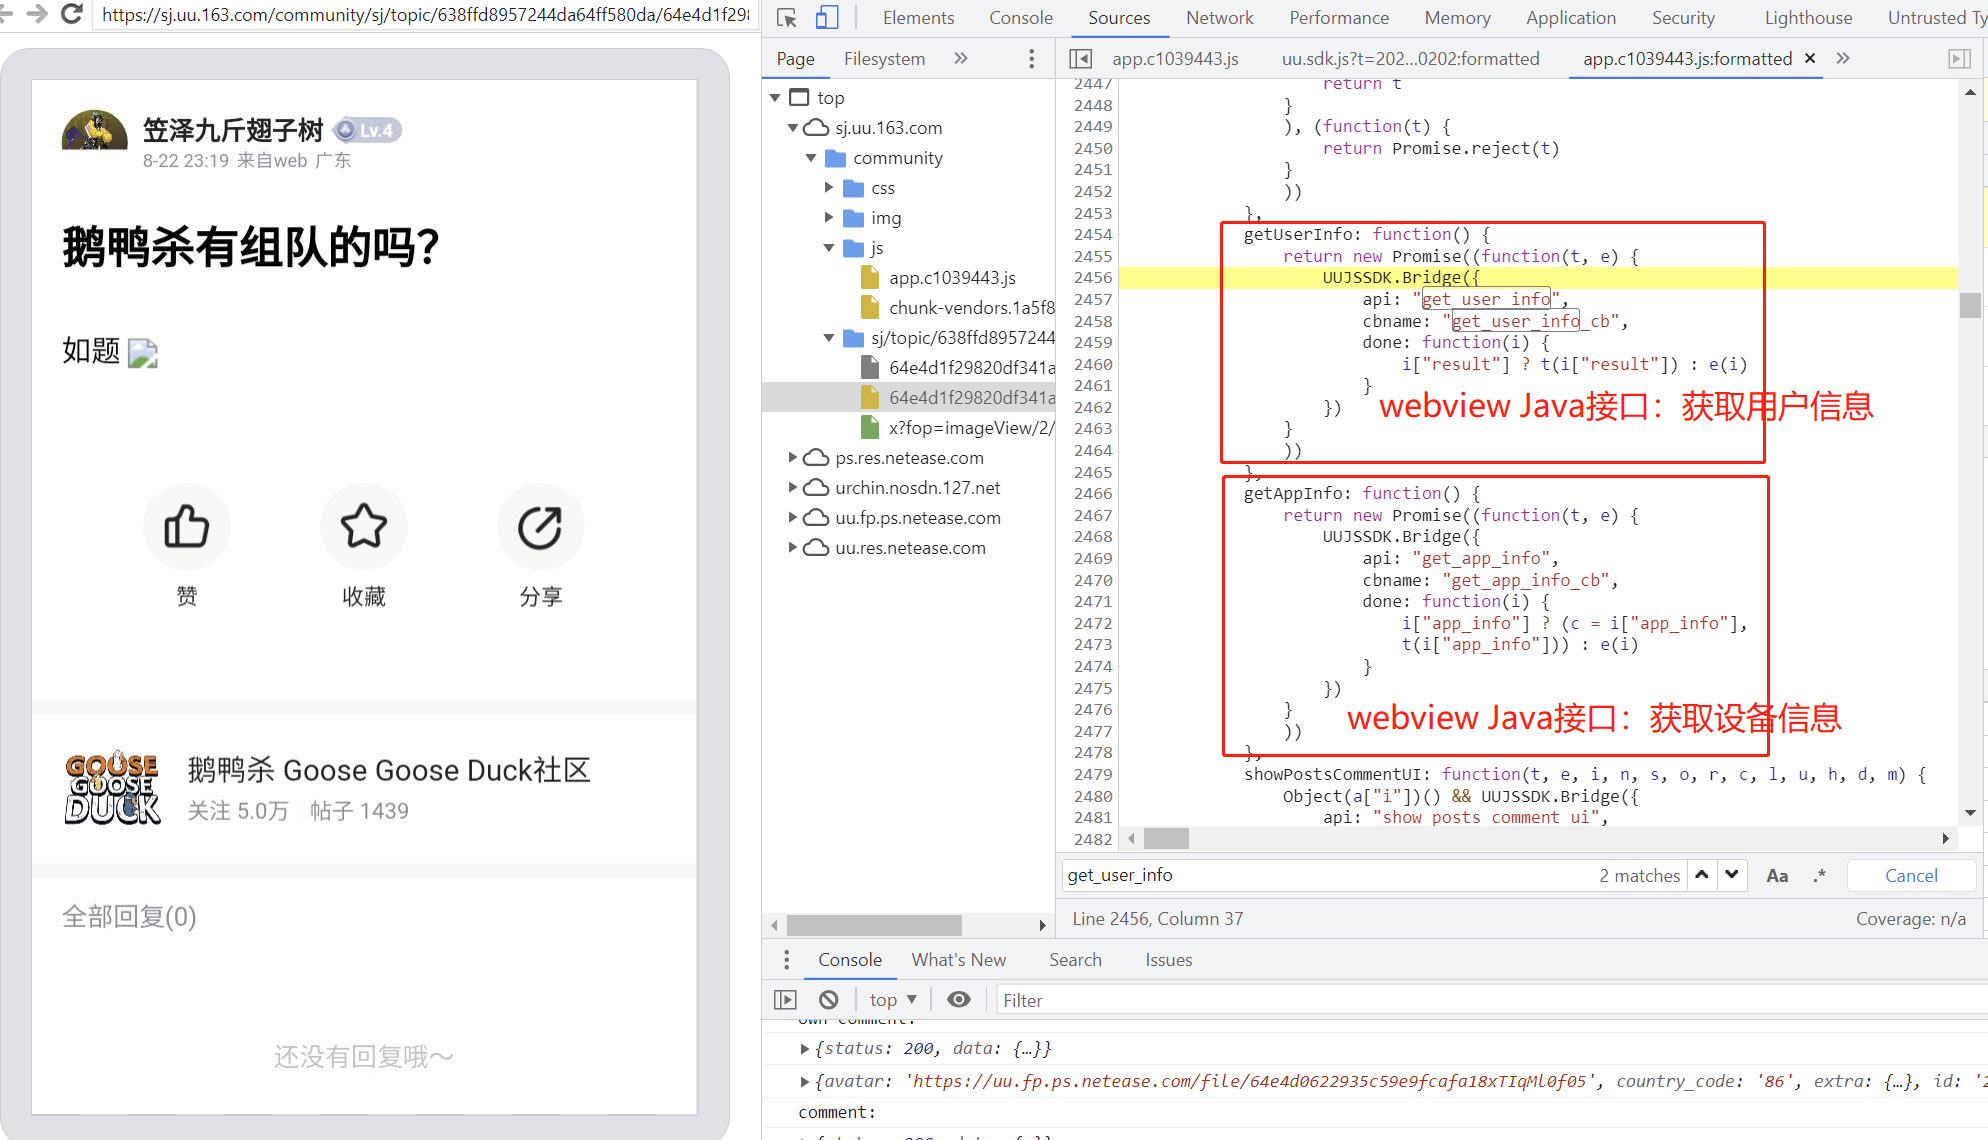 https://sj.uu.163.com/community/sj/topic/638ffd8957244da64ff580da/64e4d1f29
笠泽九斤翅子树 Lv.4
8-22 23:19 来自web 广东
鹅鸭杀有组队的吗？
如题
赞 收藏 分享
GOOSE GOOSE DUCK
鹅鸭杀 Goose Goose Duck社区
关注 5.0万 帖子 1439
全部回复(0)
还没有回复哦～
Elements Console Sources Network Performance Memory Application Security Lighthouse Untrusted Ty
Page Filesystem
top
sj.uu.163.com
community
css
img
js
app.c1039443.js
chunk-vendors.1a5f8
sj/topic/638ffd8957244
64e4d1f29820df341a
64e4d1f29820df341a
x?fop=imageView/2/
ps.res.netease.com
urchin.nosdn.127.net
uu.fp.ps.netease.com
uu.res.netease.com
app.c1039443.js uu.sdk.js?t=202...0202:formatted app.c1039443.js:formatted
2447 return t
2448 }
2449 ), (function(t) {
2450 return Promise.reject(t)
2451 }
2452 ))
2453 },
2454 getUserInfo: function() {
2455 return new Promise((function(t, e) {
2456 UUJSSDK.Bridge({
2457 api: "get_user_info",
2458 cbname: "get_user_info_cb",
2459 done: function(i) {
2460 i["result"] ? t(i["result"]) : e(i)
2461 }
2462 })
webview Java接口：获取用户信息
2463 }
2464 ))
2465 },
2466 getAppInfo: function() {
2467 return new Promise((function(t, e) {
2468 UUJSSDK.Bridge({
2469 api: "get_app_info",
2470 cbname: "get_app_info_cb",
2471 done: function(i) {
2472 i["app_info"] ? (c = i["app_info"],
2473 t(i["app_info"])) : e(i)
2474 }
2475 })
2476 }
webview Java接口：获取设备信息
2477 ))
2478 },
2479 showPostsCommentUI: function(t, e, i, n, s, o, r, c, l, u, h, d, m) {
2480 Object(a["i"])() && UUJSSDK.Bridge({
2481 api: "show_posts_comment_ui",
2482
get_user_info 2 matches Aa .* Cancel
Line 2456, Column 37 Coverage: n/a
Console What's New Search Issues
top Filter
own comment:
{status: 200, data: {…}}
{avatar: 'https://uu.fp.ps.netease.com/file/64e4d0622935c59e9fcafa18xTIqMl0f05', country_code: '86', extra: {…}, id: '2
comment: